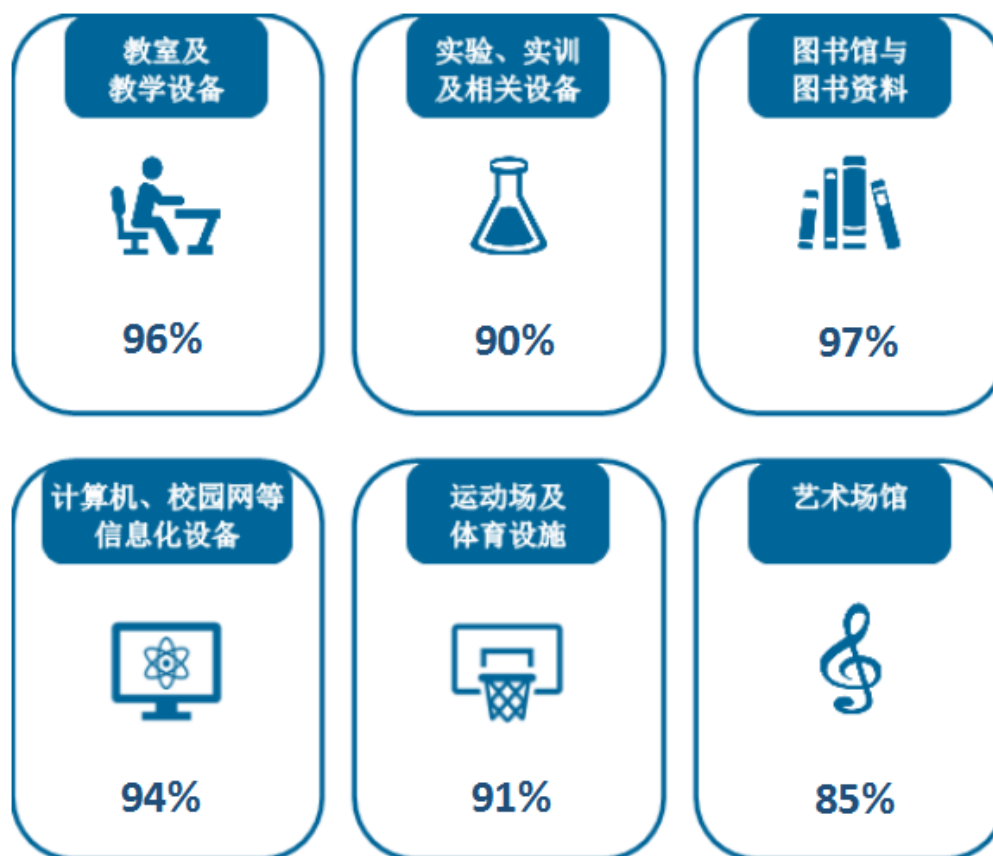 教室及
教学设备
96%
实验、实训
及相关设备
90%
图书馆与
图书资料
97%
计算机、校园网等
信息化设备
94%
运动场及
体育设施
91%
艺术场馆
85%